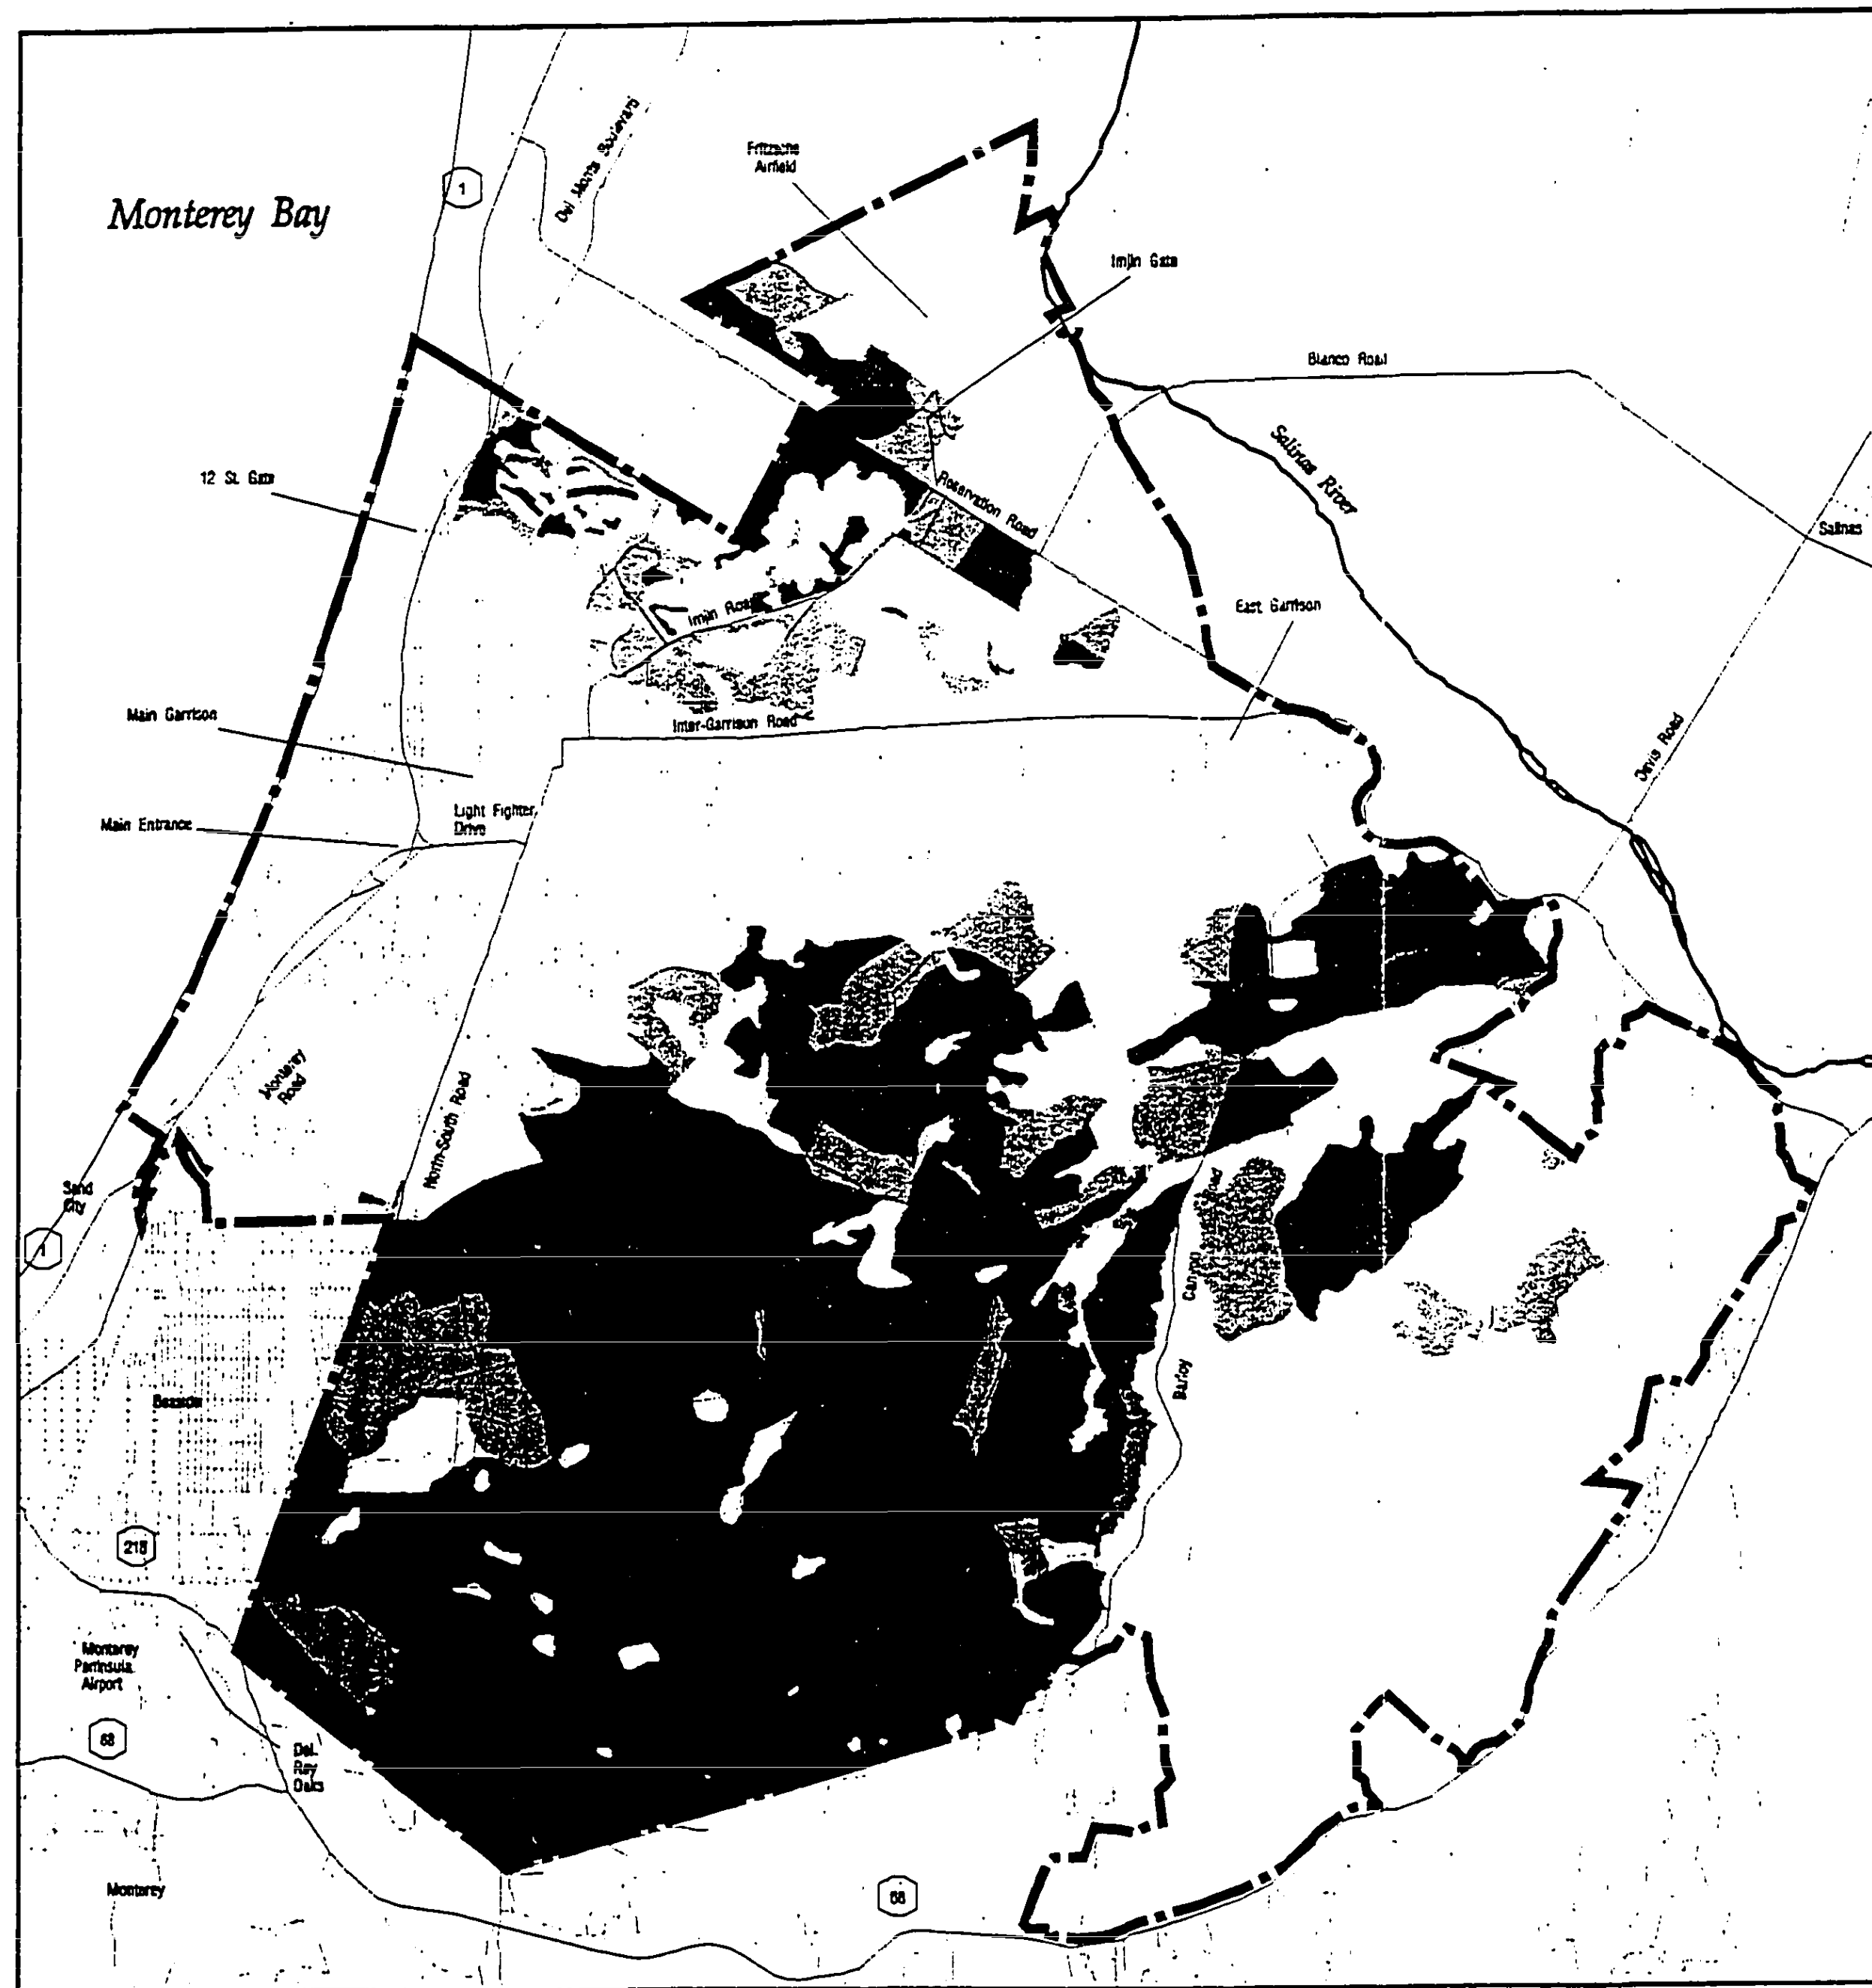 Del Monte Boulevard
Fritzsche
Airfield
1
Monterey Bay
Imjin Gate
Blanco Road
12 St. Gate
Salinas River
Reservation Road
Salinas
Imjin Road
East Garrison
Main Garrison
Inter-Garrison Road
Davis Road
Light Fighter
Drive
Main Entrance
Monterey
Road
North-South Road
Sand
City
1
Barloy Canyon Road
Seaside
218
Monterey
Peninsula
Airport
68
Del
Rey
Oaks
Monterey
68